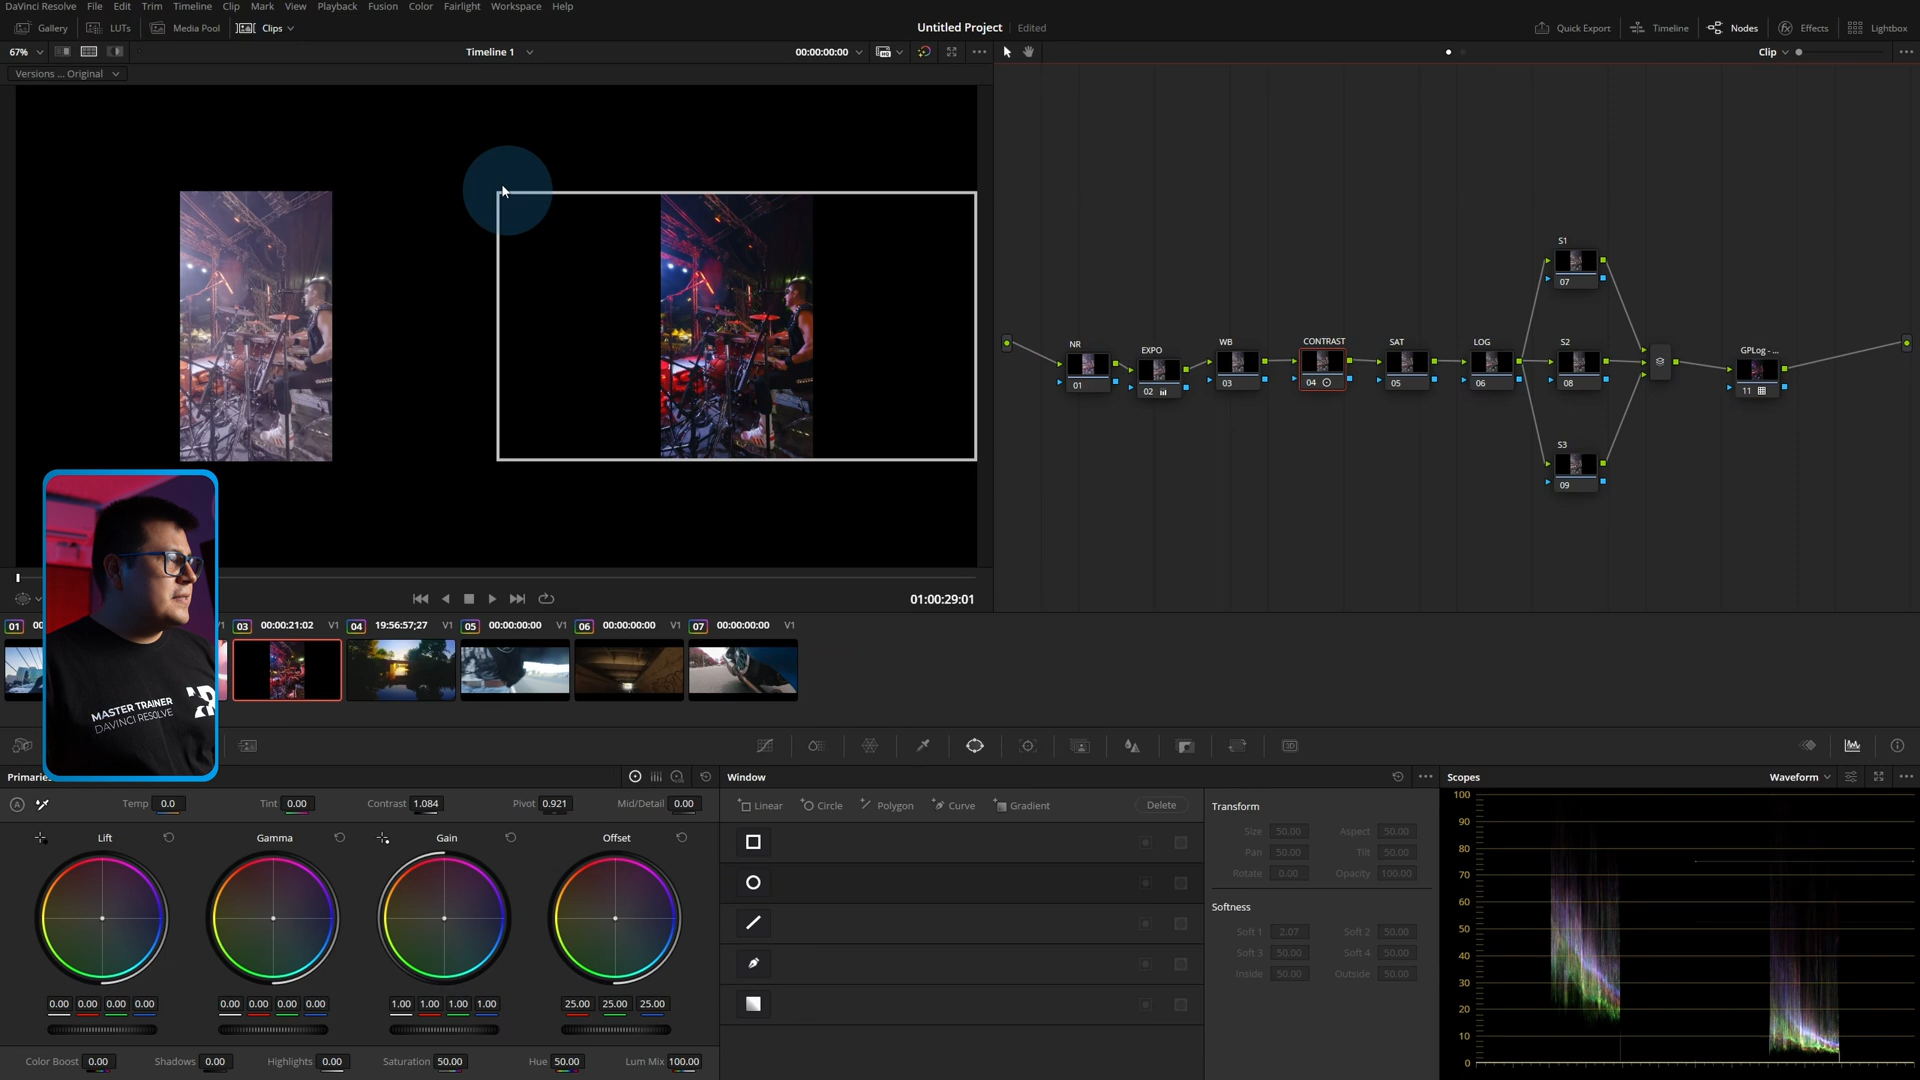 DaVinci Resolve File Edit Trim Timeline Clip Mark View Playback Fusion Color Fairlight Workspace Help
Gallery LUTs Media Pool Clips Untitled Project Edited Quick Export Timeline Nodes Effects Lightbox
67% Timeline 1 00:00:00:00 Clip
Versions ... Original
S1
07
NR EXPO WB CONTRAST SAT LOG S2 GPLog - ...
01 02 03 04 05 06 08 11
S3
09
01:00:29:01
01 00 V1 03 00:00:21:02 V1 04 19:56:57;27 V1 05 00:00:00:00 V1 06 00:00:00:00 V1 07 00:00:00:00 V1
MASTER TRAINER
DAVINCI RESOLVE
3D
Primaries Window Scopes Waveform
A Temp 0.0 Tint 0.00 Contrast 1.084 Pivot 0.921 Mid/Detail 0.00
Linear Circle Polygon Curve Gradient Delete
Transform
Size 50.00 Aspect 50.00
Pan 50.00 Tilt 50.00
Rotate 0.00 Opacity 100.00
Softness
Soft 1 2.07 Soft 2 50.00
Soft 3 50.00 Soft 4 50.00
Inside 50.00 Outside 50.00
Lift Gamma Gain Offset
0.00 0.00 0.00 0.00 0.00 0.00 0.00 0.00 1.00 1.00 1.00 1.00 25.00 25.00 25.00
Color Boost 0.00 Shadows 0.00 Highlights 0.00 Saturation 50.00 Hue 50.00 Lum Mix 100.00
100
90
80
70
60
50
40
30
20
10
0